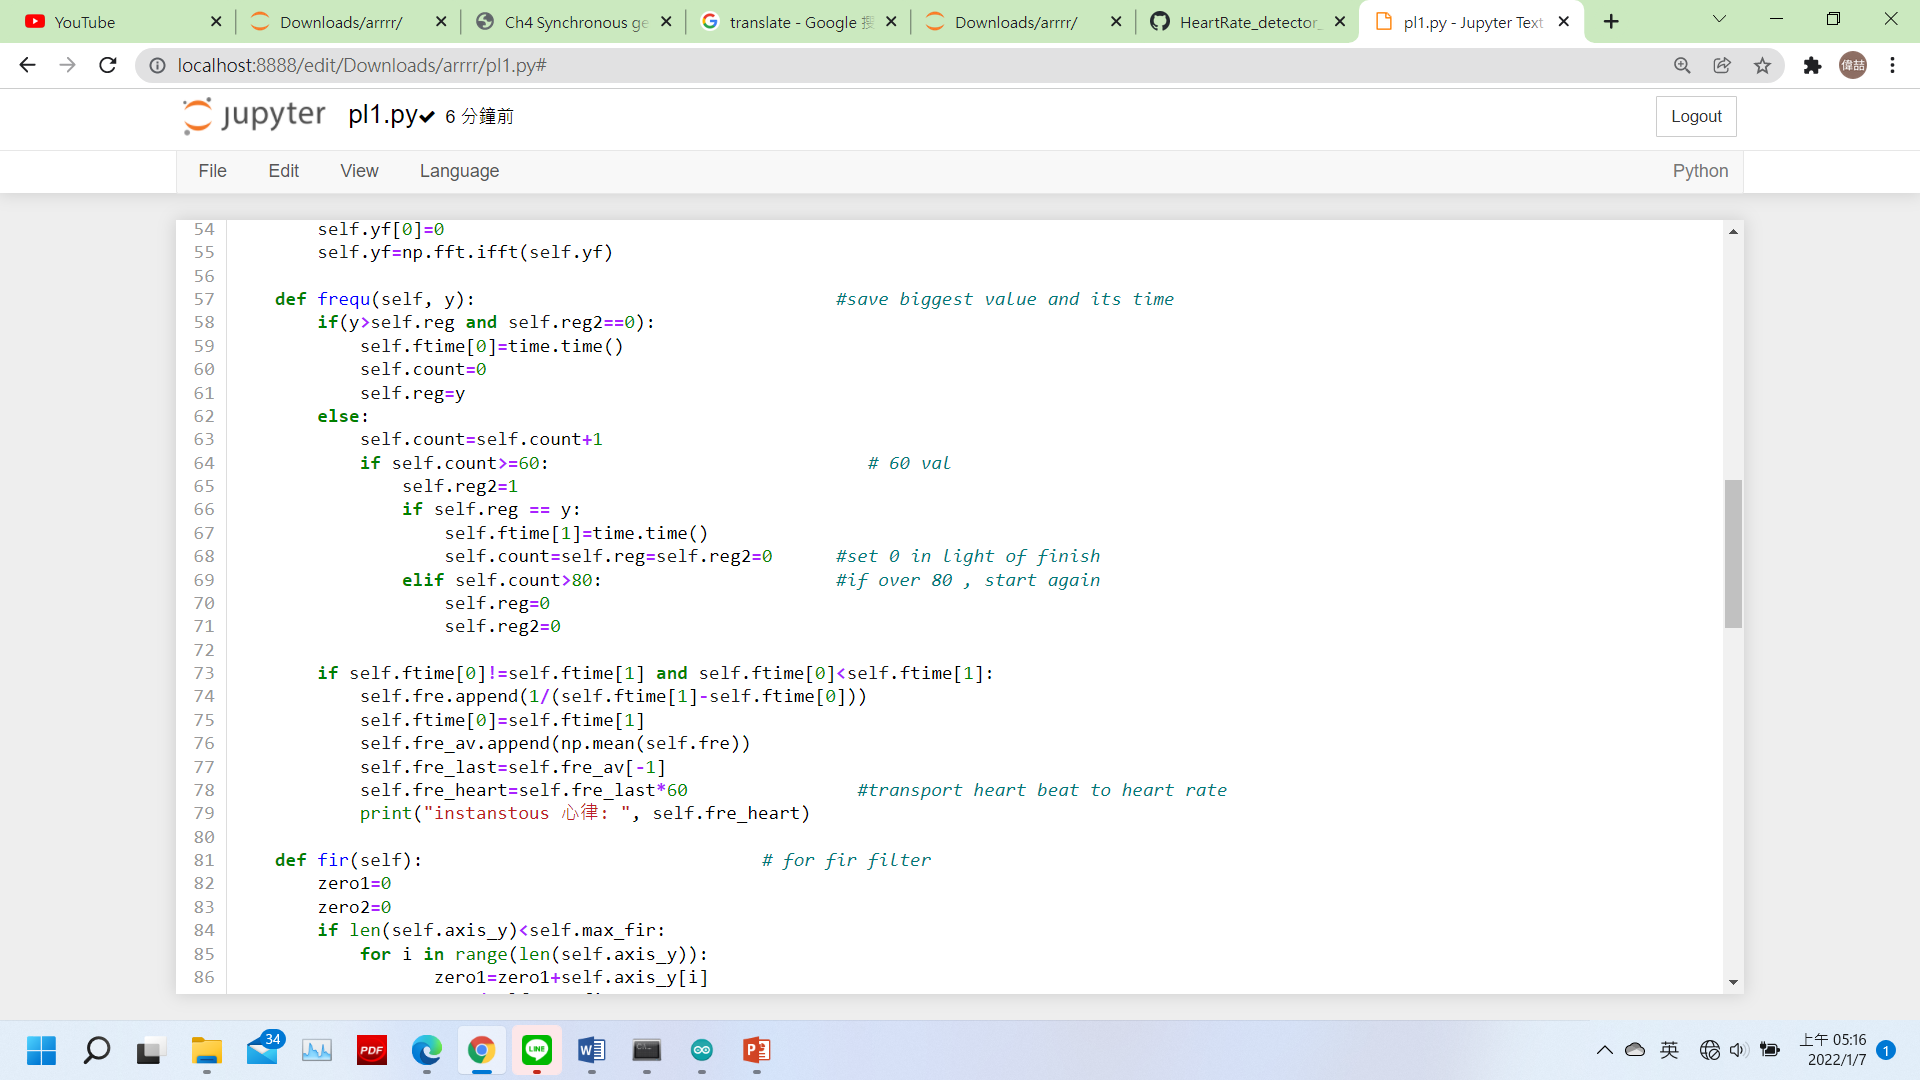 YouTube
Downloads/arrrr/
Ch4 Synchronous ge
translate - Google 搜
Downloads/arrrr/
HeartRate_detector_
pl1.py - Jupyter Text
localhost:8888/edit/Downloads/arrrr/pl1.py#
偉喆
jupyter pl1.py✔ 6 分鐘前
Logout
File Edit View Language
Python
54 self.yf[0]=0
55 self.yf=np.fft.ifft(self.yf)
56
57 def frequ(self, y): #save biggest value and its time
58 if(y>self.reg and self.reg2==0):
59 self.ftime[0]=time.time()
60 self.count=0
61 self.reg=y
62 else:
63 self.count=self.count+1
64 if self.count>=60: # 60 val
65 self.reg2=1
66 if self.reg == y:
67 self.ftime[1]=time.time()
68 self.count=self.reg=self.reg2=0 #set 0 in light of finish
69 elif self.count>80: #if over 80 , start again
70 self.reg=0
71 self.reg2=0
72
73 if self.ftime[0]!=self.ftime[1] and self.ftime[0]<self.ftime[1]:
74 self.fre.append(1/(self.ftime[1]-self.ftime[0]))
75 self.ftime[0]=self.ftime[1]
76 self.fre_av.append(np.mean(self.fre))
77 self.fre_last=self.fre_av[-1]
78 self.fre_heart=self.fre_last*60 #transport heart beat to heart rate
79 print("instanstous 心律: ", self.fre_heart)
80
81 def fir(self): # for fir filter
82 zero1=0
83 zero2=0
84 if len(self.axis_y)<self.max_fir:
85 for i in range(len(self.axis_y)):
86 zero1=zero1+self.axis_y[i]
34
PDF
LINE
英
上午 05:16
2022/1/7
1